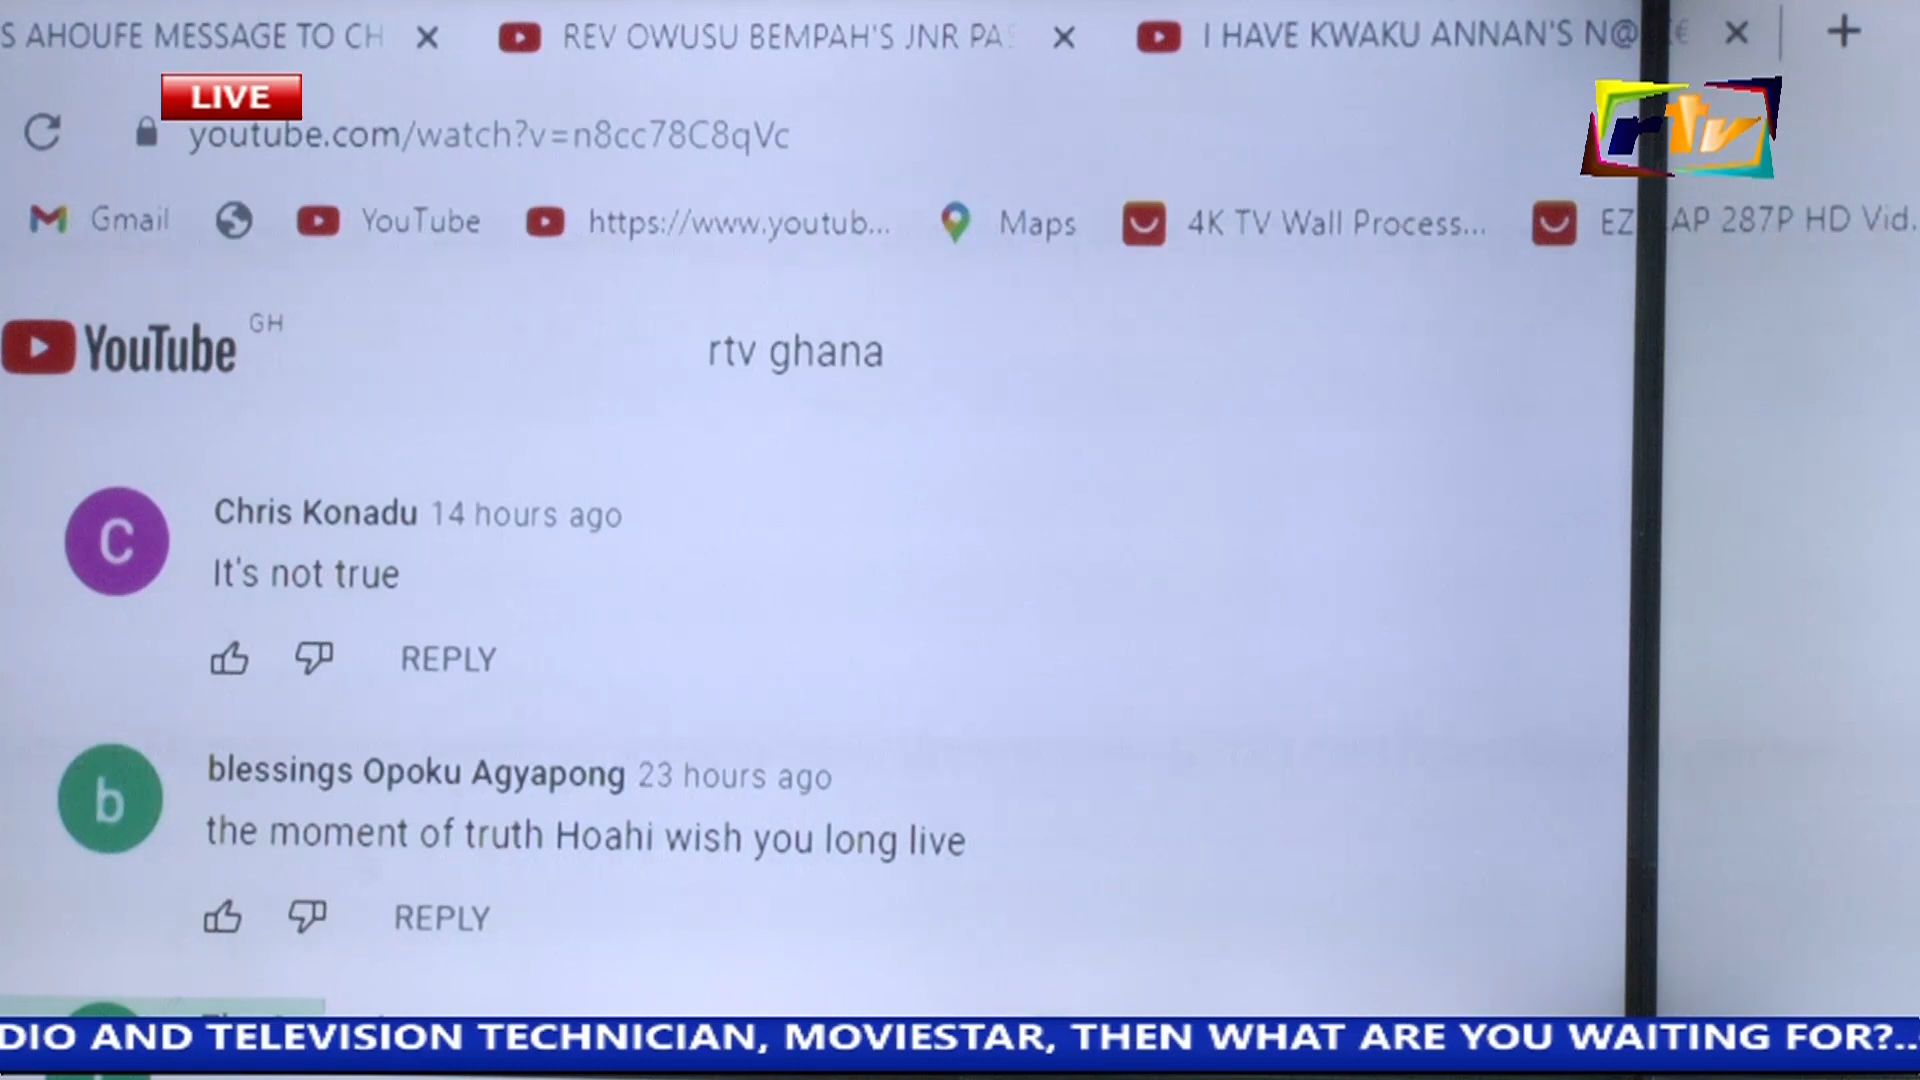 S AHOUFE MESSAGE TO CH
REV OWUSU BEMPAH'S JNR PAS
I HAVE KWAKU ANNAN'S N@
LIVE
youtube.com/watch?v=n8cc78C8qVc
rtv
Gmail
YouTube
https://www.youtub...
Maps
4K TV Wall Process...
EZ AP 287P HD Vid.
YouTube GH
rtv ghana
C
Chris Konadu 14 hours ago
It's not true
REPLY
b
blessings Opoku Agyapong 23 hours ago
the moment of truth Hoahi wish you long live
REPLY
DIO AND TELEVISION TECHNICIAN, MOVIESTAR, THEN WHAT ARE YOU WAITING FOR?..